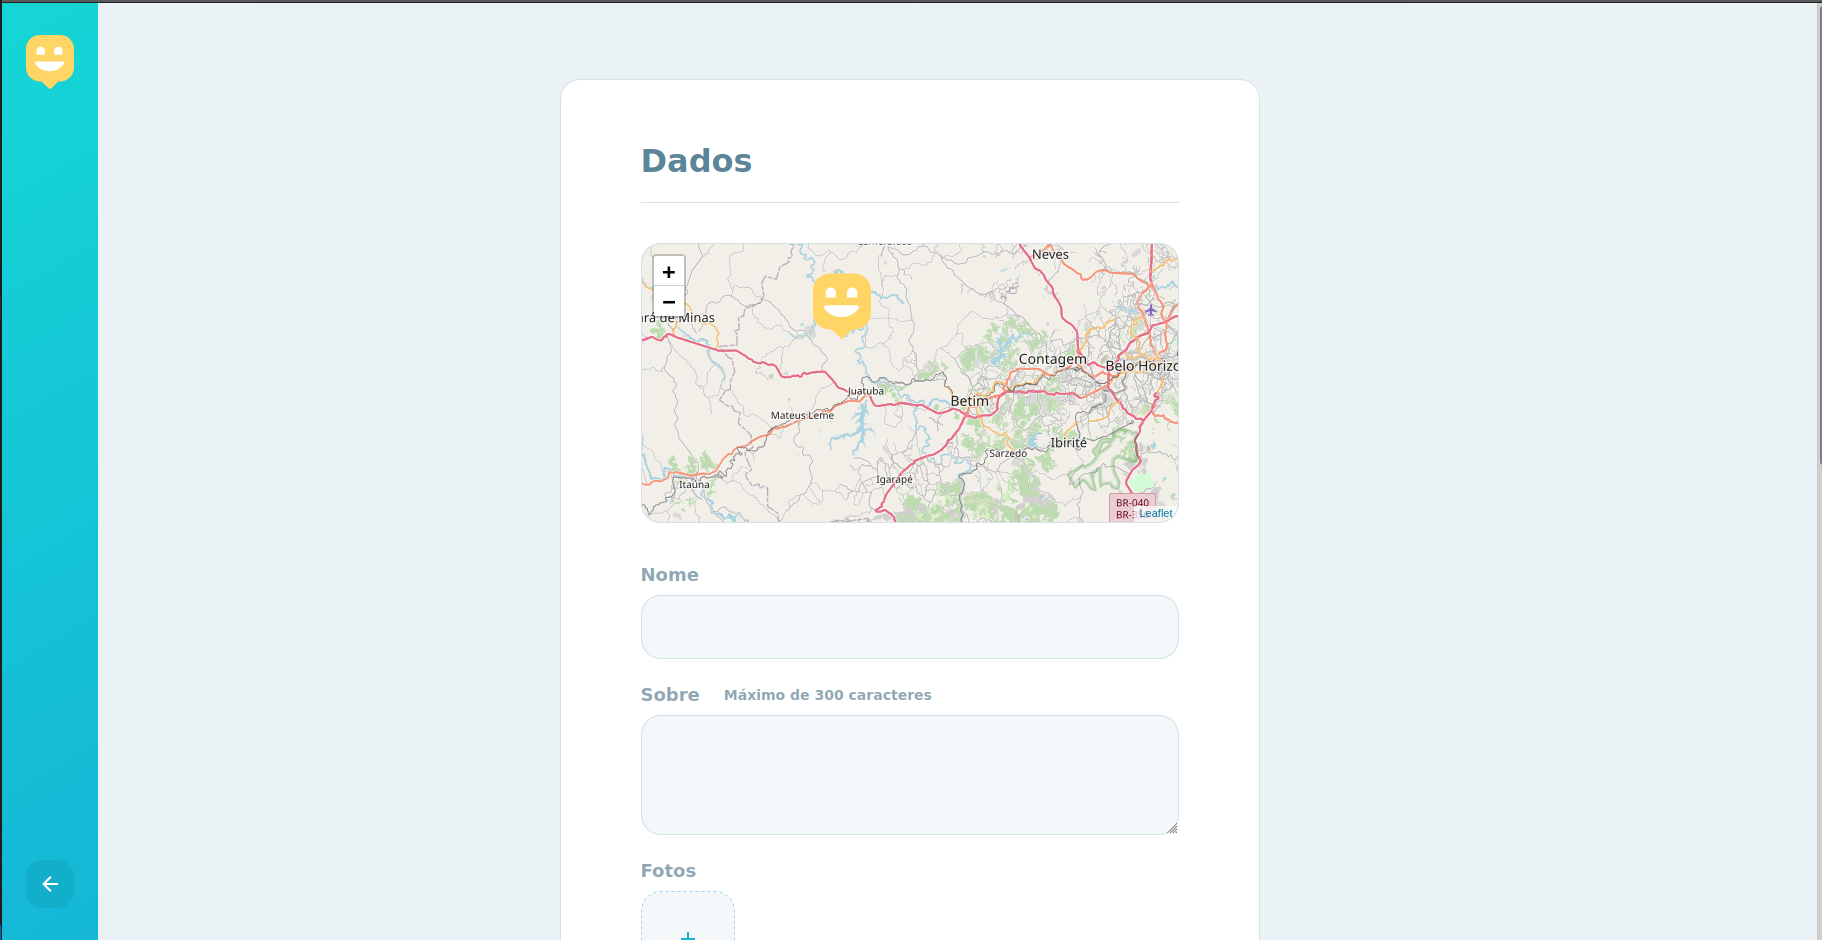 Dados
+
−
Neves
rá de Minas
Contagem
Belo Horizo
Juatuba
Betim
Mateus Leme
Ibirité
Sarzedo
Igarapé
Itaúna
BR-040
BR-
Leaflet
Nome
Sobre Máximo de 300 caracteres
Fotos
+